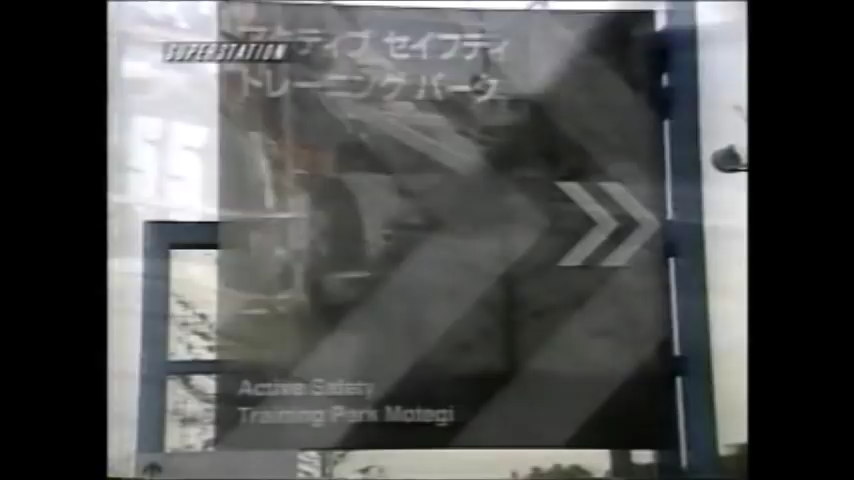 SUPERSTATION
アクティブ セイフティ
トレーニング パーク
55
Active Safety
Training Park Motegi